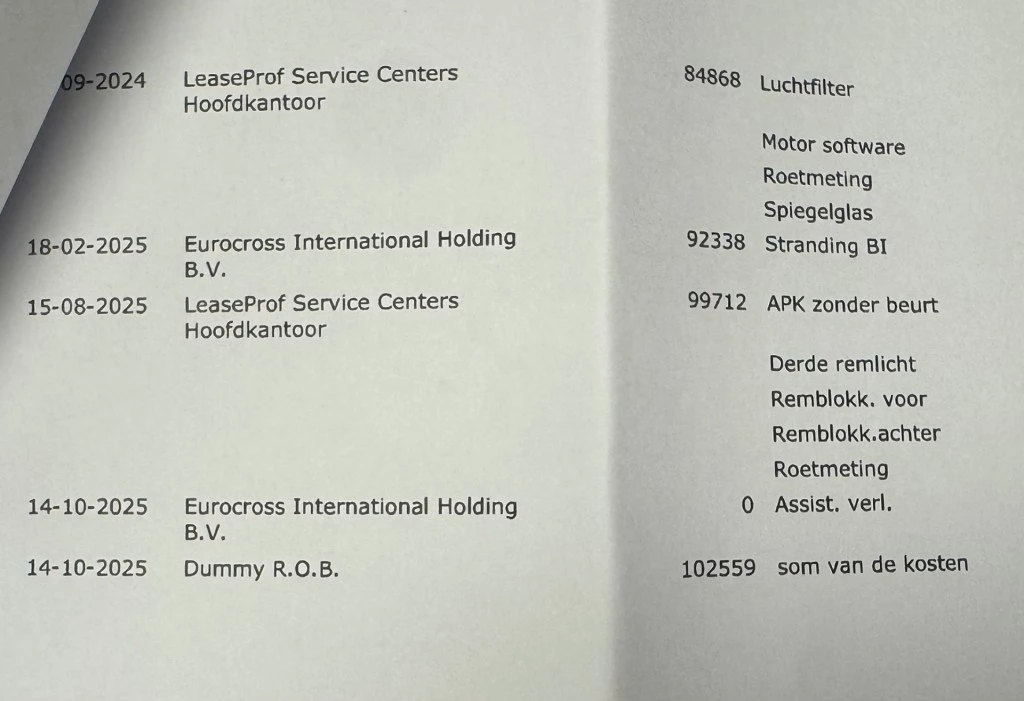 09-2024 LeaseProf Service Centers 84868 Luchtfilter
Hoofdkantoor
Motor software
Roetmeting
Spiegelglas
18-02-2025 Eurocross International Holding 92338 Stranding BI
B.V.
15-08-2025 LeaseProf Service Centers 99712 APK zonder beurt
Hoofdkantoor
Derde remlicht
Remblokk. voor
Remblokk.achter
Roetmeting
14-10-2025 Eurocross International Holding 0 Assist. verl.
B.V.
14-10-2025 Dummy R.O.B. 102559 som van de kosten